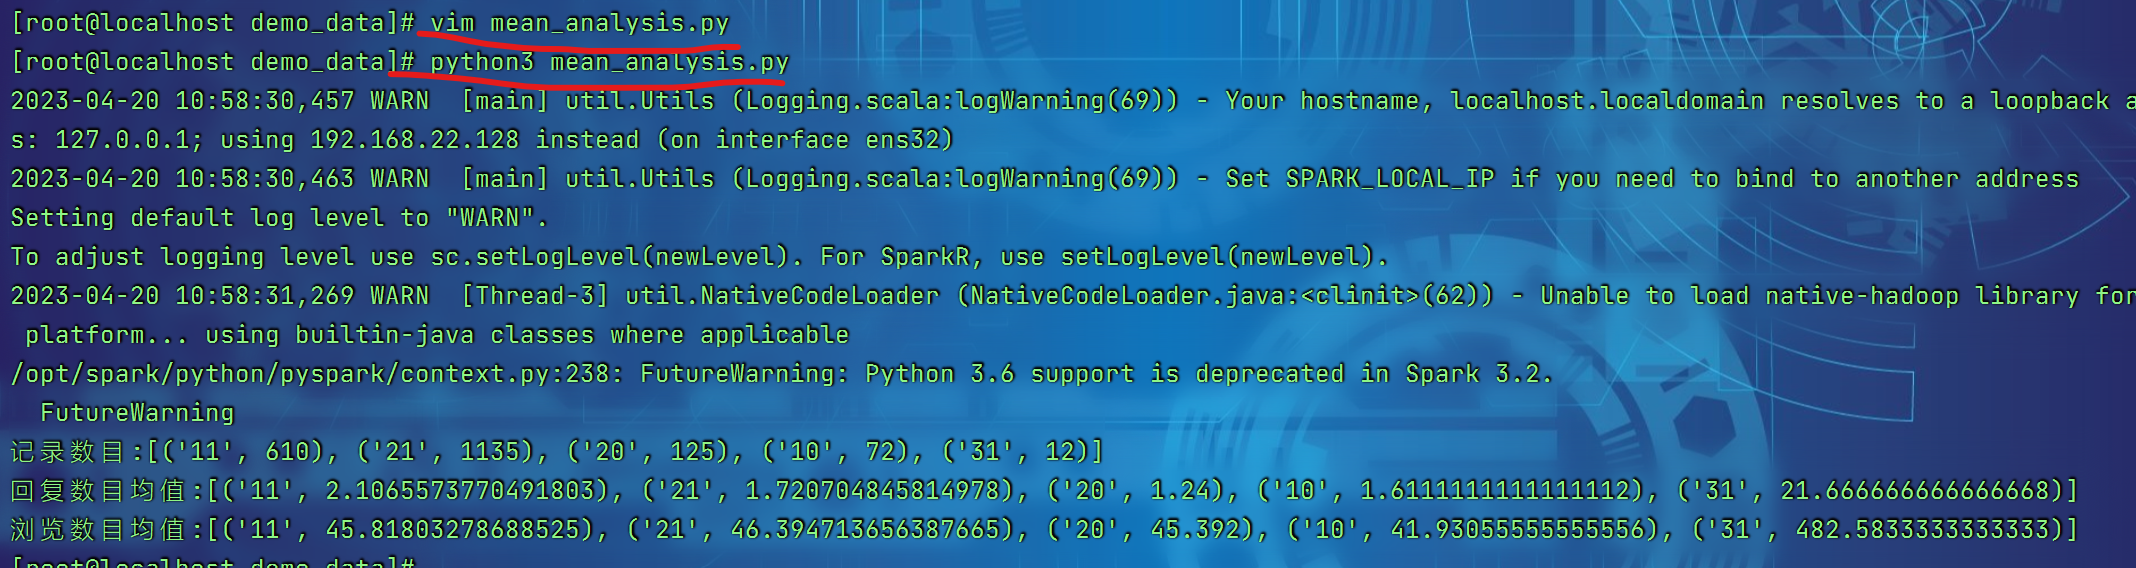 [root@localhost demo_data]# vim mean_analysis.py
[root@localhost demo_data]# python3 mean_analysis.py
2023-04-20 10:58:30,457 WARN  [main] util.Utils (Logging.scala:logWarning(69)) - Your hostname, localhost.localdomain resolves to a loopback a
s: 127.0.0.1; using 192.168.22.128 instead (on interface ens32)
2023-04-20 10:58:30,463 WARN  [main] util.Utils (Logging.scala:logWarning(69)) - Set SPARK_LOCAL_IP if you need to bind to another address
Setting default log level to "WARN".
To adjust logging level use sc.setLogLevel(newLevel). For SparkR, use setLogLevel(newLevel).
2023-04-20 10:58:31,269 WARN  [Thread-3] util.NativeCodeLoader (NativeCodeLoader.java:<clinit>(62)) - Unable to load native-hadoop library for
 platform... using builtin-java classes where applicable
/opt/spark/python/pyspark/context.py:238: FutureWarning: Python 3.6 support is deprecated in Spark 3.2.
  FutureWarning
记录数目:[('11', 610), ('21', 1135), ('20', 125), ('10', 72), ('31', 12)]
回复数目均值:[('11', 2.1065573770491803), ('21', 1.720704845814978), ('20', 1.24), ('10', 1.6111111111111112), ('31', 21.666666666666668)]
浏览数目均值:[('11', 45.81803278688525), ('21', 46.394713656387665), ('20', 45.392), ('10', 41.93055555555556), ('31', 482.5833333333333)]
[root@localhost demo_data]#